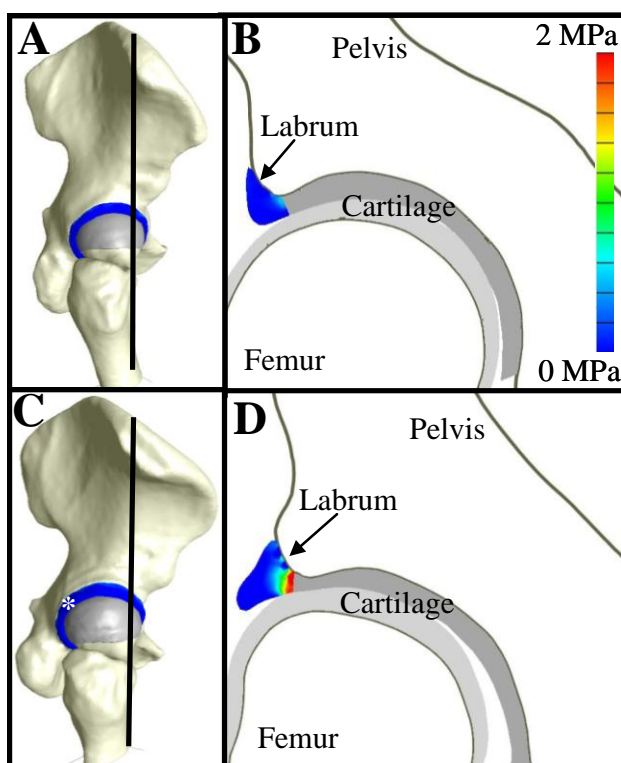 A
B
Pelvis
2 MPa
Labrum
Cartilage
Femur
0 MPa
C
*
D
Pelvis
Labrum
Cartilage
Femur